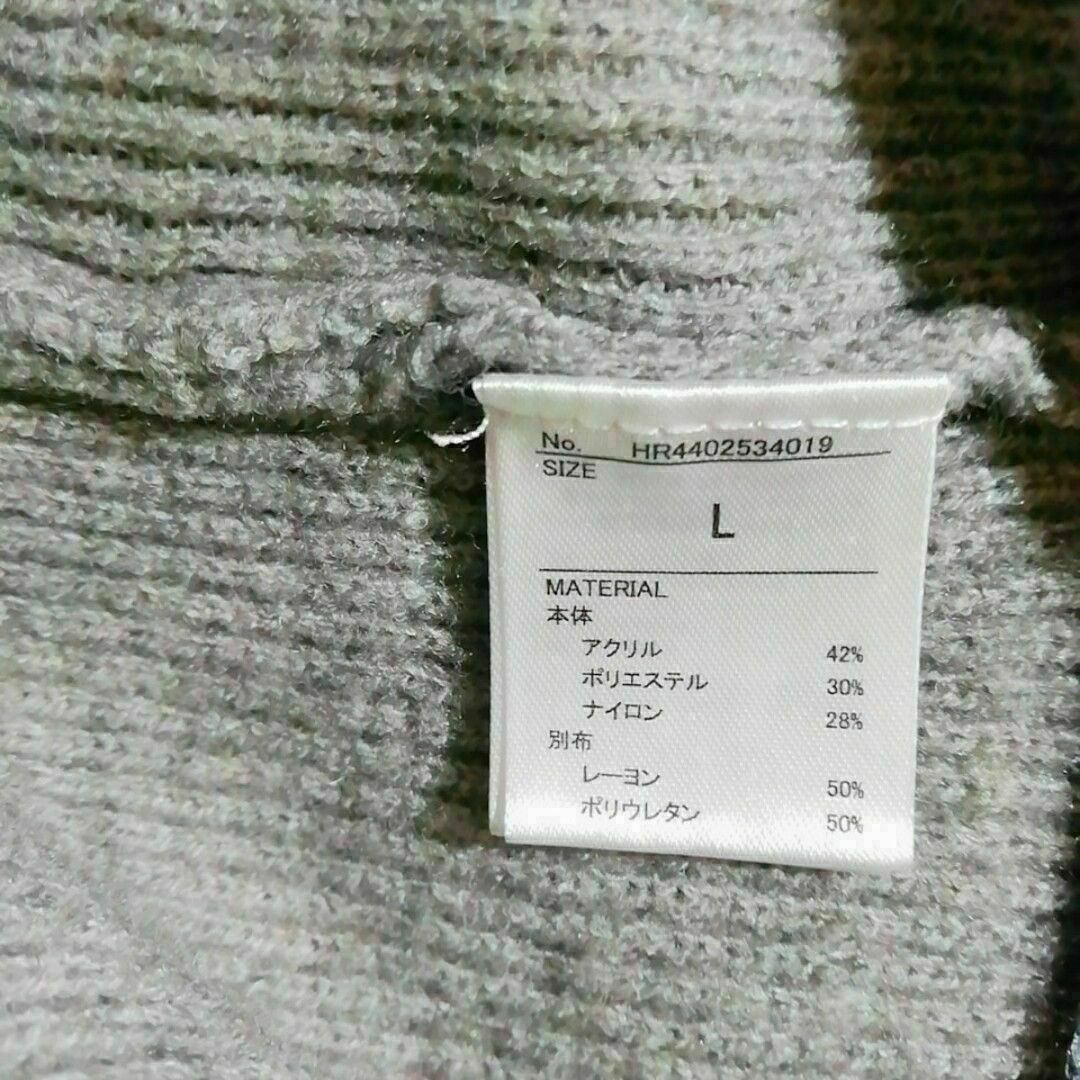 No. HR4402534019
SIZE
L
MATERIAL
本体
アクリル 42%
ポリエステル 30%
ナイロン 28%
別布
レーヨン 50%
ポリウレタン 50%